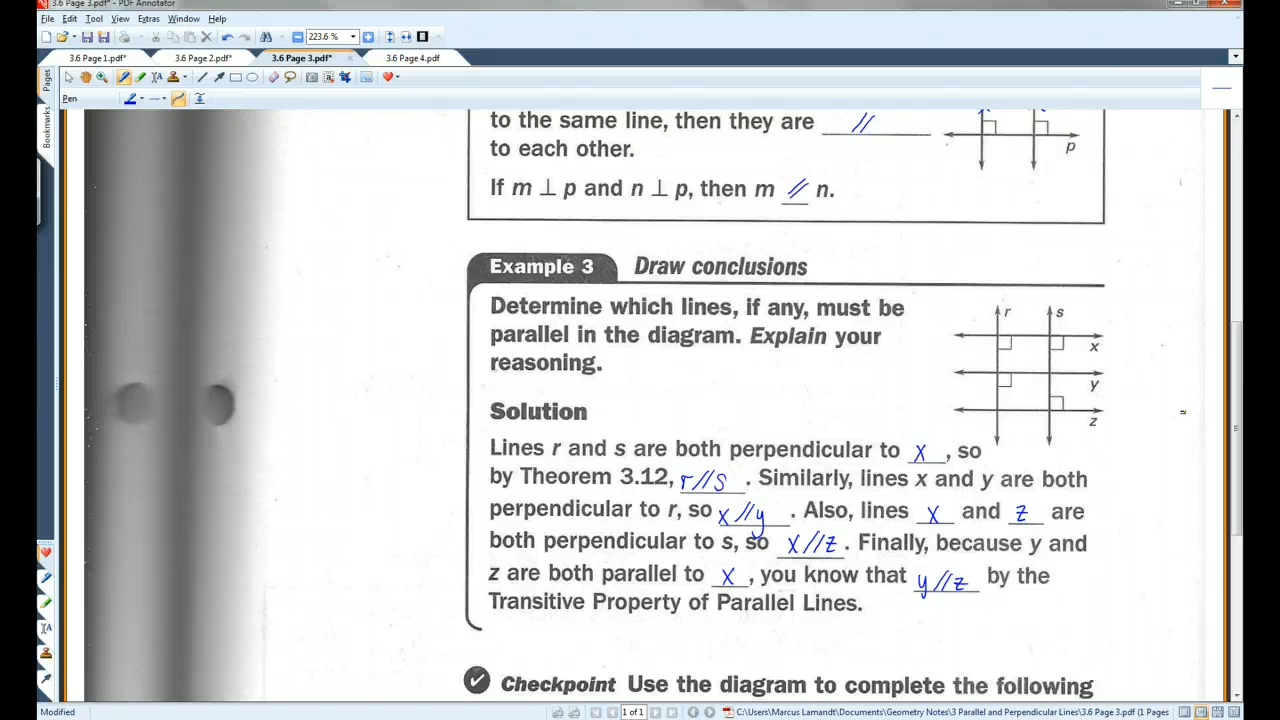 3.6 Page 3.pdf* - PDF Annotator
File Edit Tool View Extras Window Help
223.6 %
3.6 Page 1.pdf* 3.6 Page 2.pdf* 3.6 Page 3.pdf* 3.6 Page 4.pdf
Pen
Pages
Bookmarks
to the same line, then they are //
to each other.
p
If m ⊥ p and n ⊥ p, then m // n.
Example 3 Draw conclusions
Determine which lines, if any, must be
parallel in the diagram. Explain your
reasoning.
r s
x
y
z
Solution
Lines r and s are both perpendicular to x, so
by Theorem 3.12, r//s. Similarly, lines x and y are both
perpendicular to r, so x//y. Also, lines x and z are
both perpendicular to s, so x//z. Finally, because y and
z are both parallel to x, you know that y//z by the
Transitive Property of Parallel Lines.
Checkpoint Use the diagram to complete the following
Modified
1 of 1
C:\Users\Marcus Lamandt\Documents\Geometry Notes\3 Parallel and Perpendicular Lines\3.6 Page 3.pdf (1 Pages